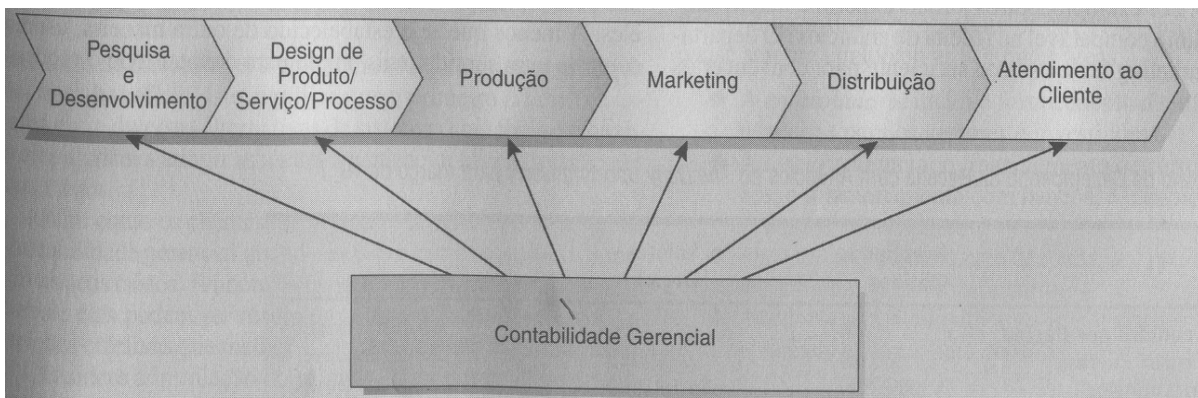 Pesquisa
e
Desenvolvimento
Design de
Produto/
Serviço/Processo
Produção
Marketing
Distribuição
Atendimento ao
Cliente
Contabilidade Gerencial